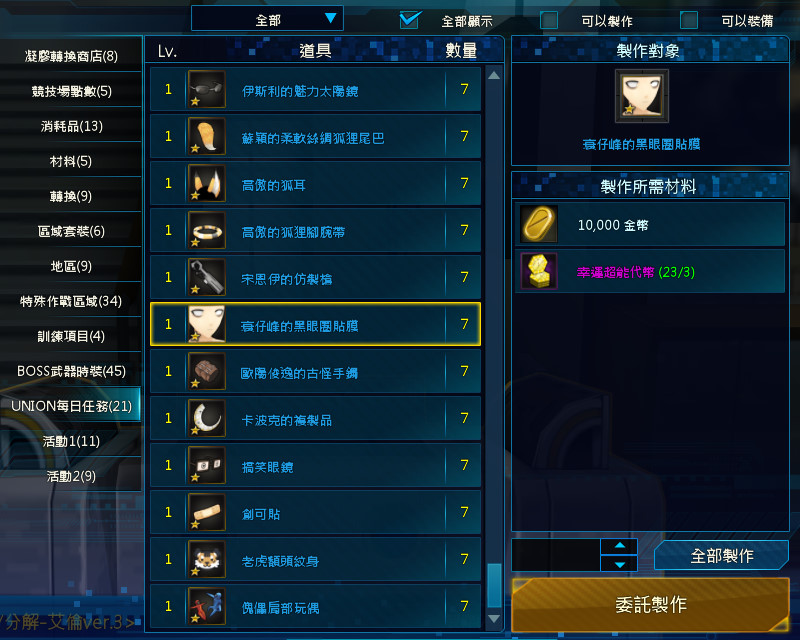 全部
全部顯示
可以製作
可以裝備
凝膠轉換商店(8)
競技場點數(5)
消耗品(13)
材料(5)
轉換(9)
區域套裝(6)
地區(9)
特殊作戰區域(34)
訓練項目(4)
BOSS武器時裝(45)
UNION每日任務(21)
活動1(11)
活動2(9)
Lv. 道具 數量
1 伊斯利的魅力太陽鏡 7
1 蘇穎的柔軟絲綢狐狸尾巴 7
1 高傲的狐耳 7
1 高傲的狐狸腳腕帶 7
1 宋恩伊的仿製槍 7
1 袁仔峰的黑眼圈貼膜 7
1 歐陽俊逸的古怪手鐲 7
1 卡波克的複製品 7
1 搞笑眼鏡 7
1 創可貼 7
1 老虎額頭紋身 7
1 傀儡肩部玩偶 7
製作對象
袁仔峰的黑眼圈貼膜
製作所需材料
10,000 金幣
幸運超能代幣 (23/3)
全部製作
委託製作
/分解-艾倫ver.3>